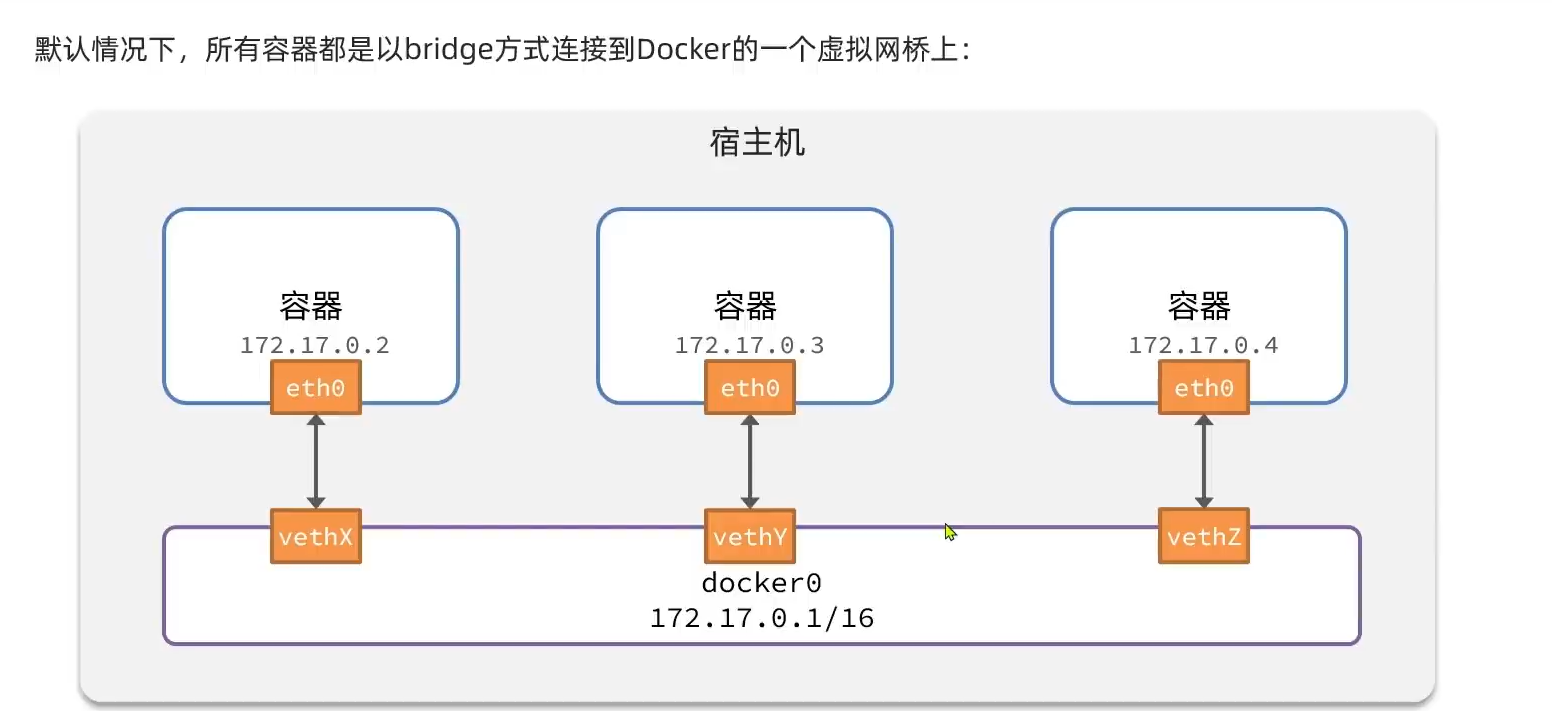 默认情况下，所有容器都是以bridge方式连接到Docker的一个虚拟网桥上：
宿主机
容器 容器 容器
172.17.0.2 172.17.0.3 172.17.0.4
eth0 eth0 eth0
vethX vethY vethZ
docker0
172.17.0.1/16